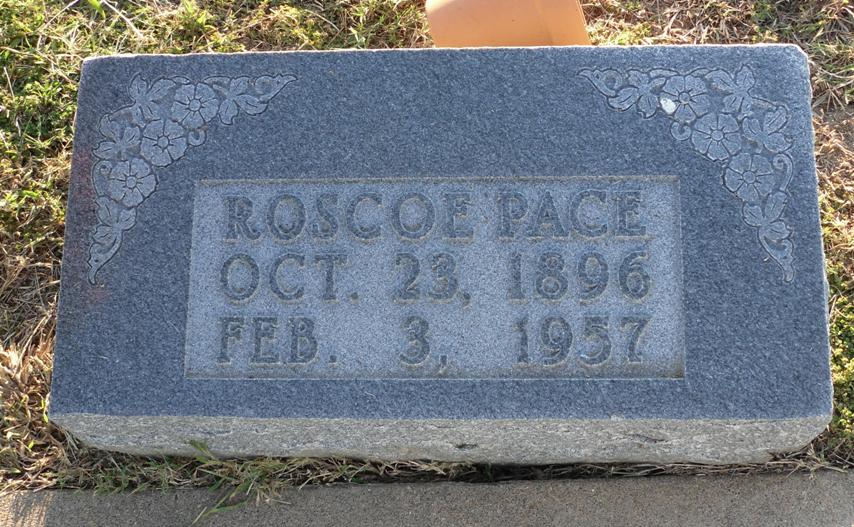 ROSCOE PACE
OCT. 23, 1896
FEB. 3, 1957